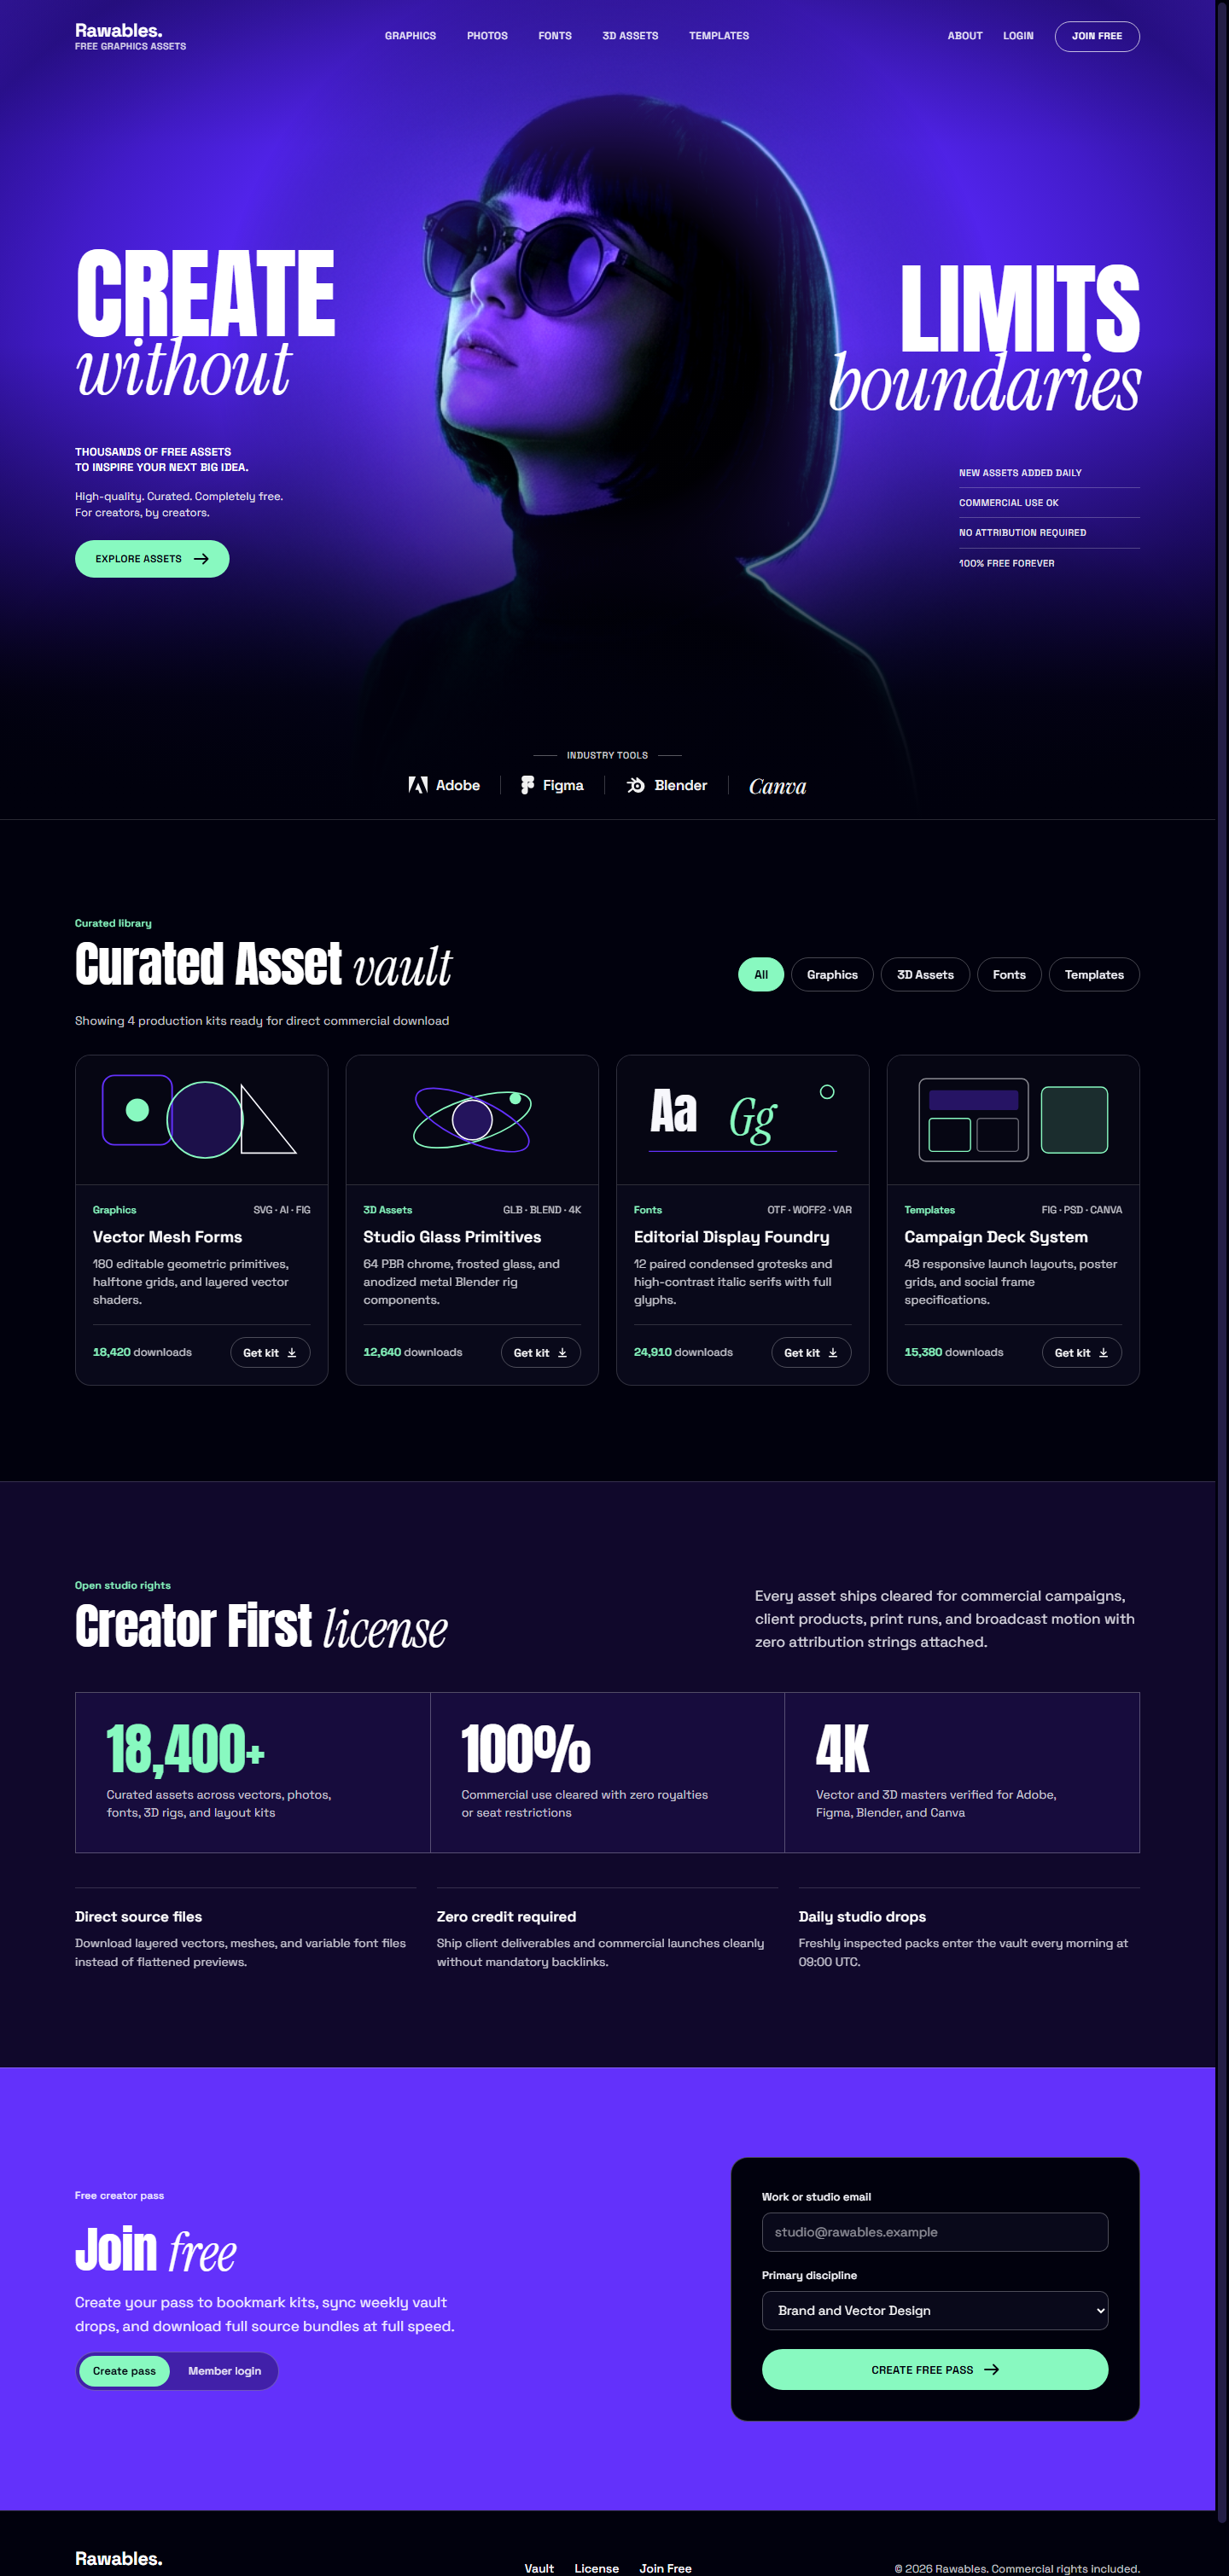 Rawables.
FREE GRAPHICS ASSETS
GRAPHICS
PHOTOS
FONTS
3D ASSETS
TEMPLATES
ABOUT
LOGIN
JOIN FREE
CREATE
without
LIMITS
boundaries
THOUSANDS OF FREE ASSETS
TO INSPIRE YOUR NEXT BIG IDEA.
High-quality. Curated. Completely free.
For creators, by creators.
EXPLORE ASSETS
NEW ASSETS ADDED DAILY
COMMERCIAL USE OK
NO ATTRIBUTION REQUIRED
100% FREE FOREVER
INDUSTRY TOOLS
Adobe
Figma
Blender
Canva
Curated library
Curated Asset vault
All
Graphics
3D Assets
Fonts
Templates
Showing 4 production kits ready for direct commercial download
Graphics
SVG · AI · FIG
Vector Mesh Forms
180 editable geometric primitives,
halftone grids, and layered vector
shaders.
18,420 downloads
Get kit
3D Assets
GLB · BLEND · 4K
Studio Glass Primitives
64 PBR chrome, frosted glass, and
anodized metal Blender rig
components.
12,640 downloads
Get kit
Aa
Gg
Fonts
OTF · WOFF2 · VAR
Editorial Display Foundry
12 paired condensed grotesks and
high-contrast italic serifs with full
glyphs.
24,910 downloads
Get kit
Templates
FIG · PSD · CANVA
Campaign Deck System
48 responsive launch layouts, poster
grids, and social frame
specifications.
15,380 downloads
Get kit
Open studio rights
Creator First license
Every asset ships cleared for commercial campaigns,
client products, print runs, and broadcast motion with
zero attribution strings attached.
18,400+
Curated assets across vectors, photos,
fonts, 3D rigs, and layout kits
100%
Commercial use cleared with zero royalties
or seat restrictions
4K
Vector and 3D masters verified for Adobe,
Figma, Blender, and Canva
Direct source files
Download layered vectors, meshes, and variable font files
instead of flattened previews.
Zero credit required
Ship client deliverables and commercial launches cleanly
without mandatory backlinks.
Daily studio drops
Freshly inspected packs enter the vault every morning at
09:00 UTC.
Free creator pass
Join free
Create your pass to bookmark kits, sync weekly vault
drops, and download full source bundles at full speed.
Create pass
Member login
Work or studio email
studio@rawables.example
Primary discipline
Brand and Vector Design
CREATE FREE PASS
Rawables.
Vault
License
Join Free
© 2026 Rawables. Commercial rights included.